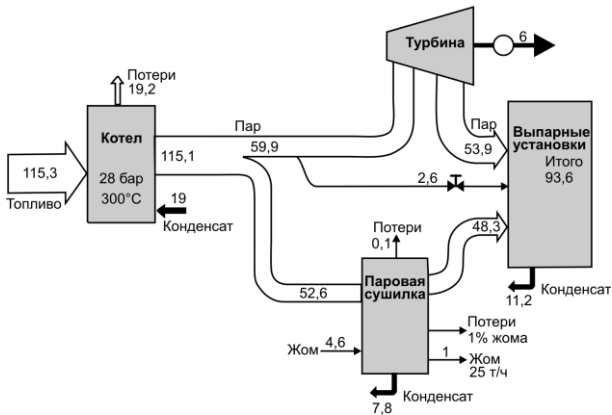 Турбина
6
Потери
19,2
Котел
28 бар
300°C
115,3
Топливо
Пар
115,1
59,9
19
Конденсат
Пар
53,9
Выпарные
установки
Итого
93,6
2,6
Потери
0,1
48,3
Паровая
сушилка
52,6
11,2
Конденсат
Жом
4,6
Потери
1% жома
1
Жом
25 т/ч
Конденсат
7,8